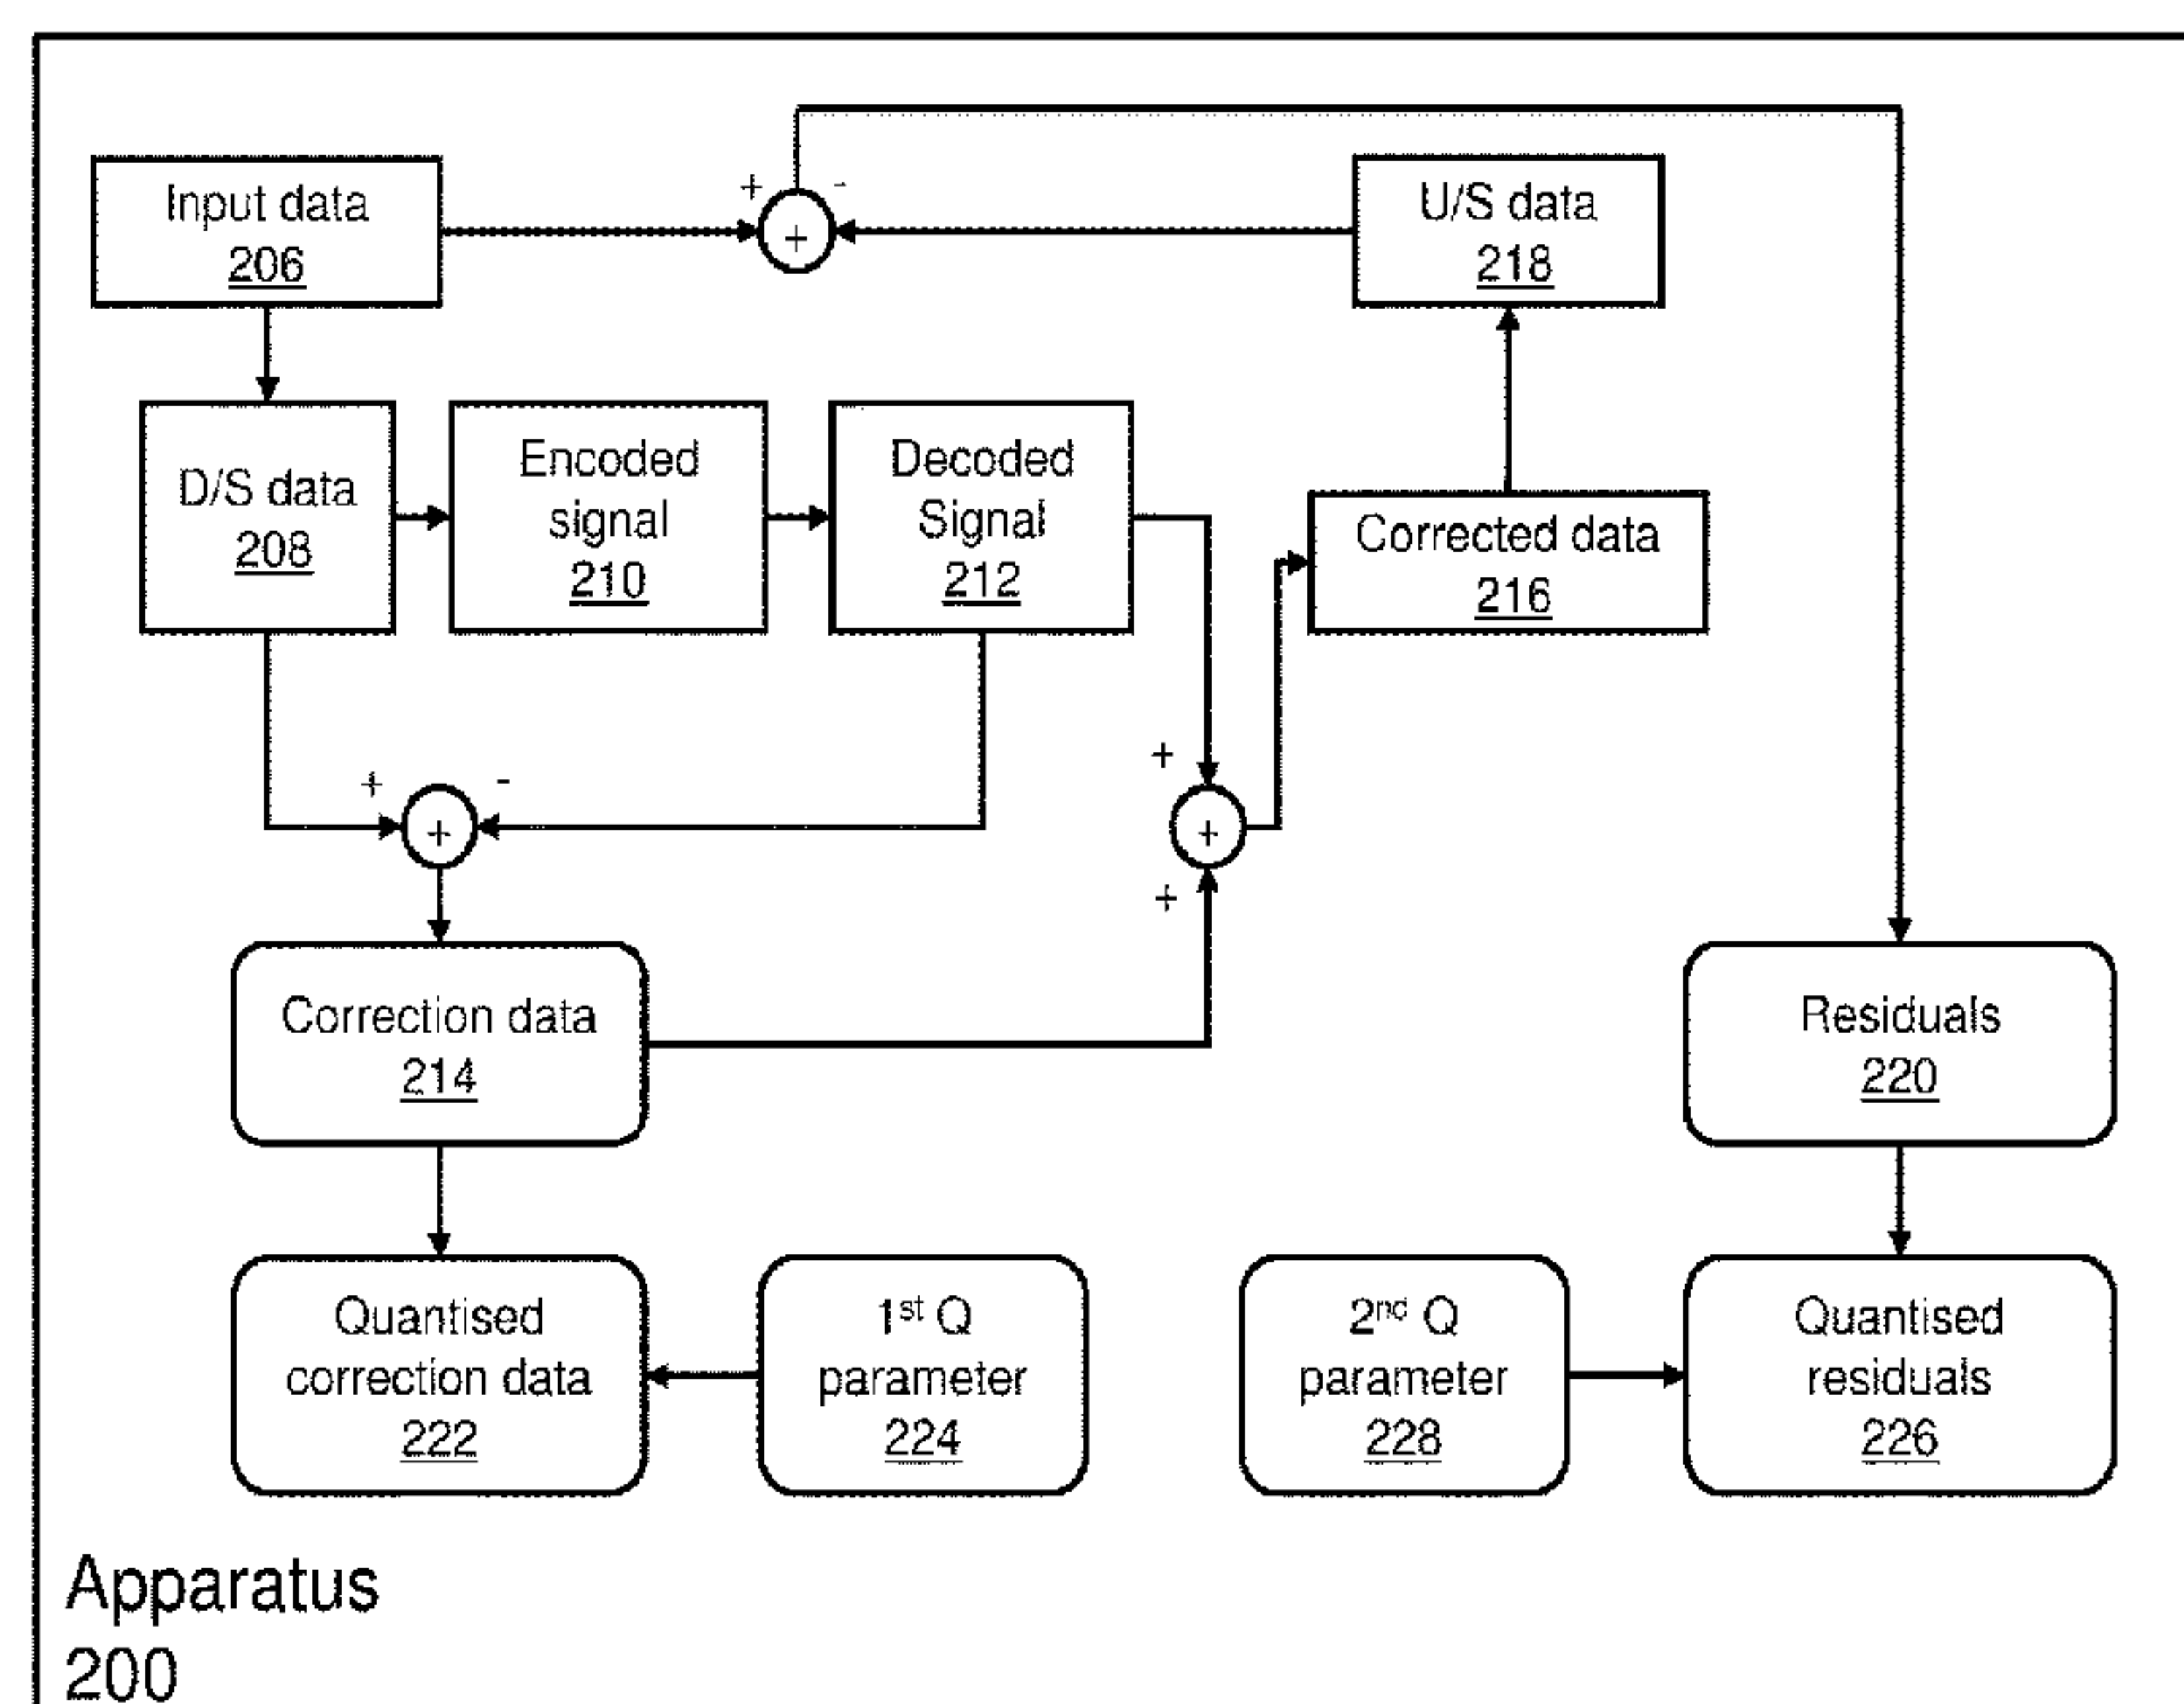 Input data
206
+
-
+
U/S data
218
D/S data
208
Encoded
signal
210
Decoded
Signal
212
Corrected data
216
+
-
+
+
+
+
Correction data
214
Residuals
220
Quantised
correction data
222
1st Q
parameter
224
2nd Q
parameter
228
Quantised
residuals
226
Apparatus
200